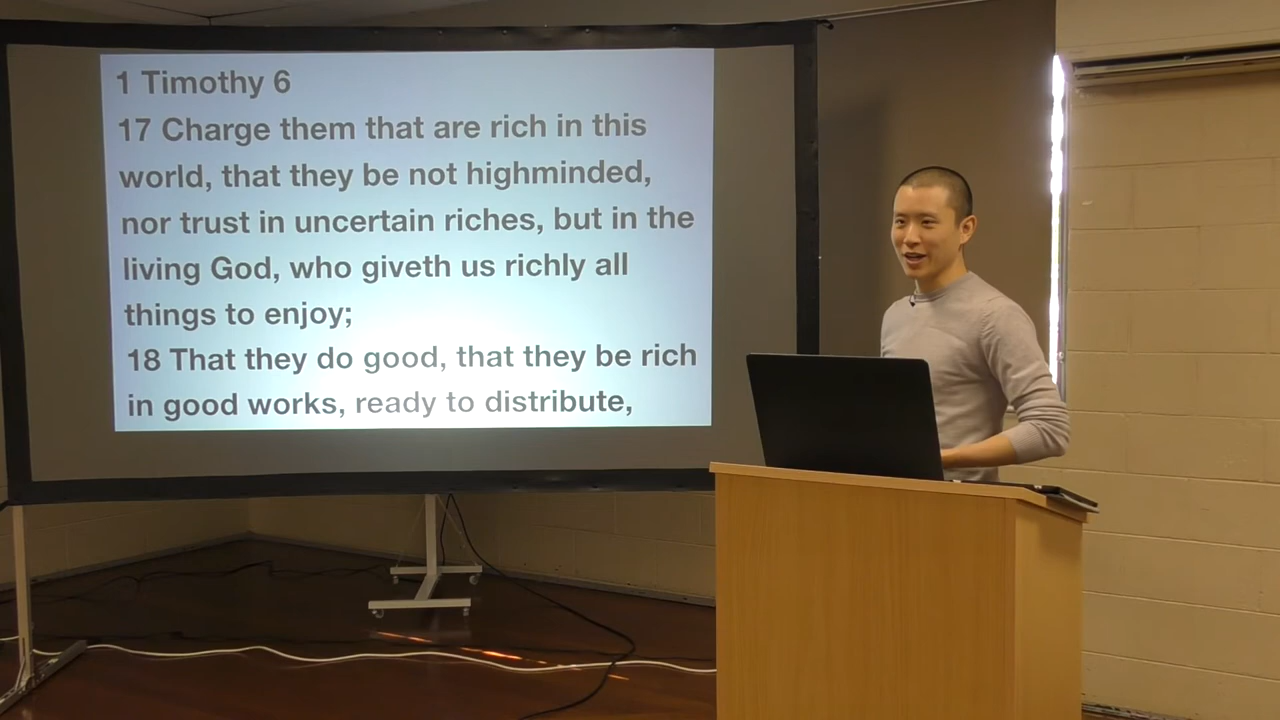 1 Timothy 6
17 Charge them that are rich in this
world, that they be not highminded,
nor trust in uncertain riches, but in the
living God, who giveth us richly all
things to enjoy;
18 That they do good, that they be rich
in good works, ready to distribute,